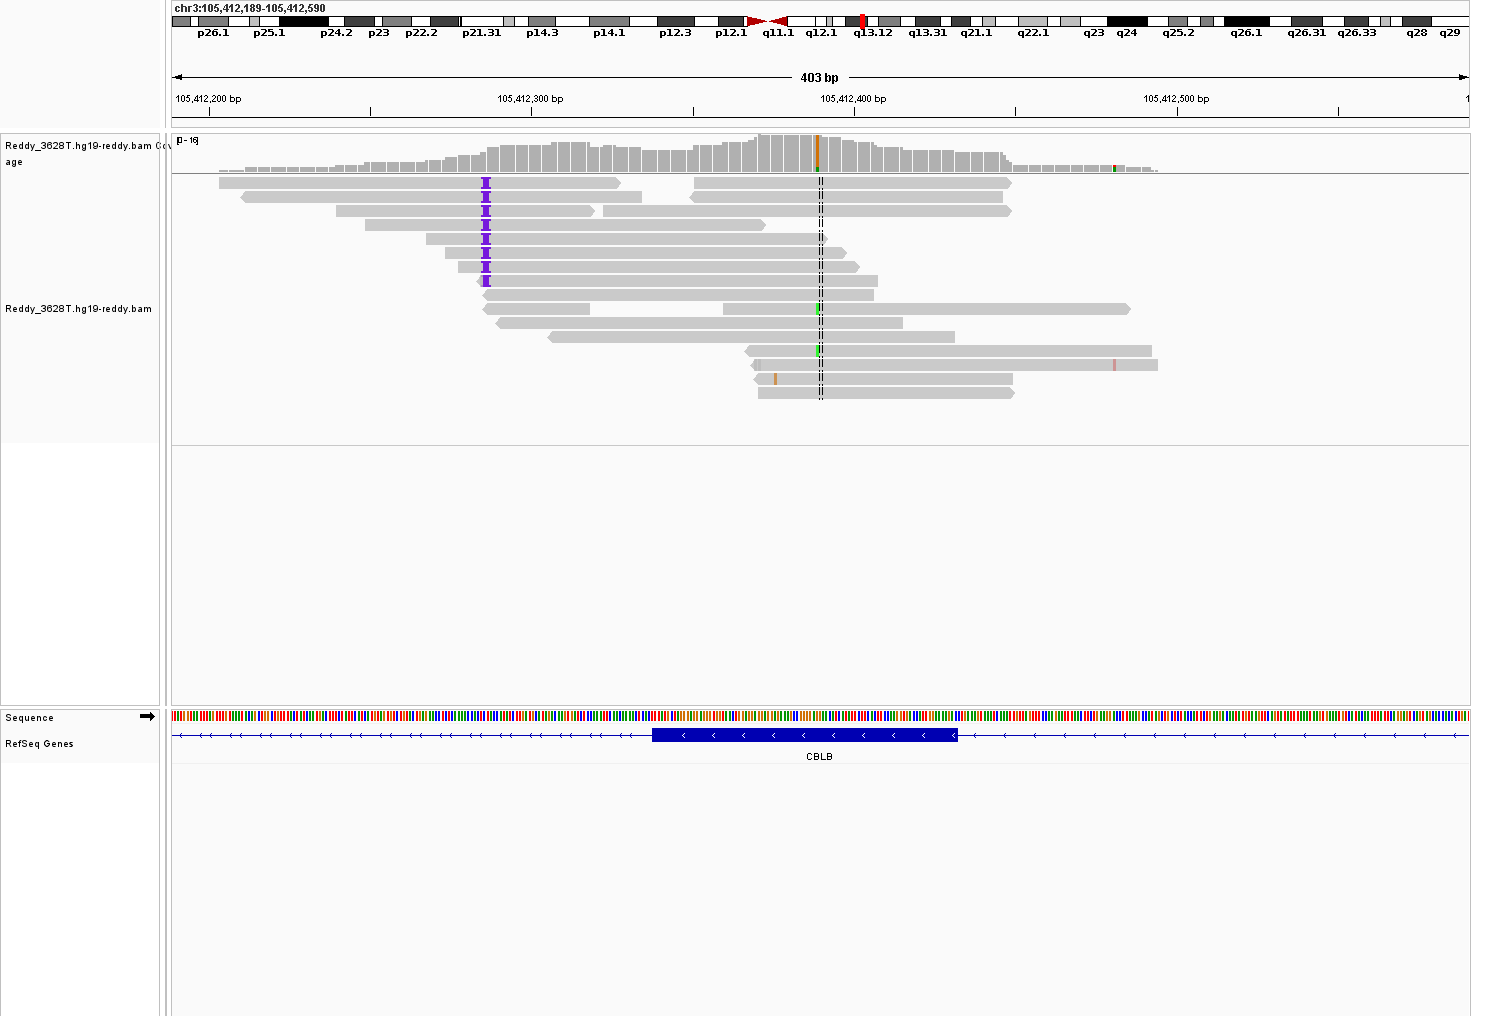 chr3:105,412,189-105,412,590
p26.1 p25.1 p24.2 p23 p22.2 p21.31 p14.3 p14.1 p12.3 p12.1 q11.1 q12.1 q13.12 q13.31 q21.1 q22.1 q23 q24 q25.2 q26.1 q26.31 q26.33 q28 q29
403 bp
105,412,200 bp 105,412,300 bp 105,412,400 bp 105,412,500 bp 1
Reddy_3628T.hg19-reddy.bam Cov
age
[0 - 16]
Reddy_3628T.hg19-reddy.bam
Sequence
RefSeq Genes
CBLB